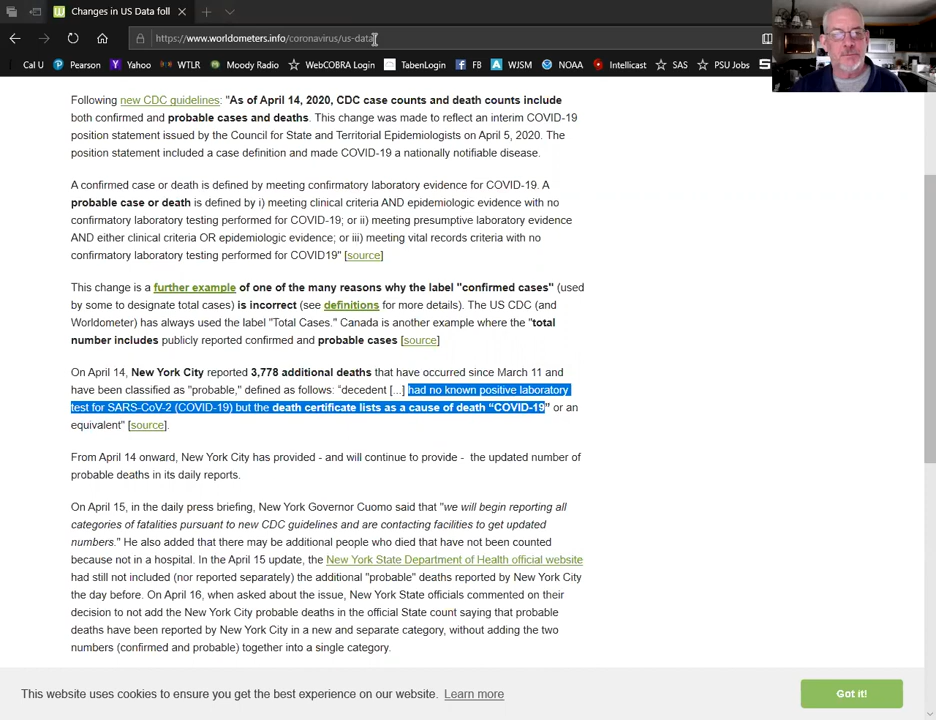 Changes in US Data foll
https://www.worldometers.info/coronavirus/us-data
Cal U Pearson Yahoo WTLR Moody Radio WebCOBRA Login TabenLogin FB WJSM NOAA Intellicast SAS PSU Jobs
Following new CDC guidelines: "As of April 14, 2020, CDC case counts and death counts include
both confirmed and probable cases and deaths. This change was made to reflect an interim COVID-19
position statement issued by the Council for State and Territorial Epidemiologists on April 5, 2020. The
position statement included a case definition and made COVID-19 a nationally notifiable disease.
A confirmed case or death is defined by meeting confirmatory laboratory evidence for COVID-19. A
probable case or death is defined by i) meeting clinical criteria AND epidemiologic evidence with no
confirmatory laboratory testing performed for COVID-19; or ii) meeting presumptive laboratory evidence
AND either clinical criteria OR epidemiologic evidence; or iii) meeting vital records criteria with no
confirmatory laboratory testing performed for COVID19" [source]
This change is a further example of one of the many reasons why the label "confirmed cases" (used
by some to designate total cases) is incorrect (see definitions for more details). The US CDC (and
Worldometer) has always used the label "Total Cases." Canada is another example where the "total
number includes publicly reported confirmed and probable cases [source]
On April 14, New York City reported 3,778 additional deaths that have occurred since March 11 and
have been classified as "probable," defined as follows: “decedent [...] had no known positive laboratory
test for SARS-CoV-2 (COVID-19) but the death certificate lists as a cause of death “COVID-19” or an
equivalent" [source].
From April 14 onward, New York City has provided - and will continue to provide - the updated number of
probable deaths in its daily reports.
On April 15, in the daily press briefing, New York Governor Cuomo said that "we will begin reporting all
categories of fatalities pursuant to new CDC guidelines and are contacting facilities to get updated
numbers." He also added that there may be additional people who died that have not been counted
because not in a hospital. In the April 15 update, the New York State Department of Health official website
had still not included (nor reported separately) the additional "probable" deaths reported by New York City
the day before. On April 16, when asked about the issue, New York State officials commented on their
decision to not add the New York City probable deaths in the official State count saying that probable
deaths have been reported by New York City in a new and separate category, without adding the two
numbers (confirmed and probable) together into a single category.
This website uses cookies to ensure you get the best experience on our website. Learn more
Got it!